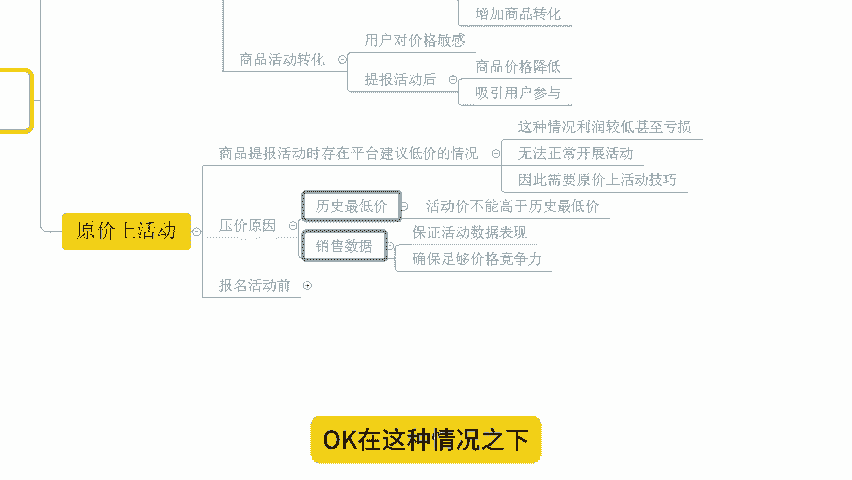 增加商品转化
用户对价格敏感
商品活动转化
商品价格降低
提报活动后
吸引用户参与
这种情况利润较低甚至亏损
商品提报活动时存在平台建议低价的情况
无法正常开展活动
因此需要原价上活动技巧
历史最低价
活动价不能高于历史最低价
原价上活动
压价原因
保证活动数据表现
销售数据
确保足够价格竞争力
报名活动前
OK在这种情况之下